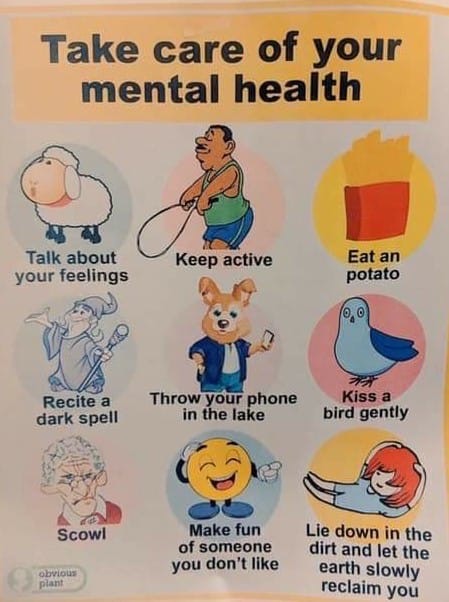 Take care of your
mental health
Talk about
your feelings
Keep active
Eat an
potato
Recite a
dark spell
Throw your phone
in the lake
Kiss a
bird gently
Scowl
Make fun
of someone
you don't like
Lie down in the
dirt and let the
earth slowly
reclaim you
obvious
plant